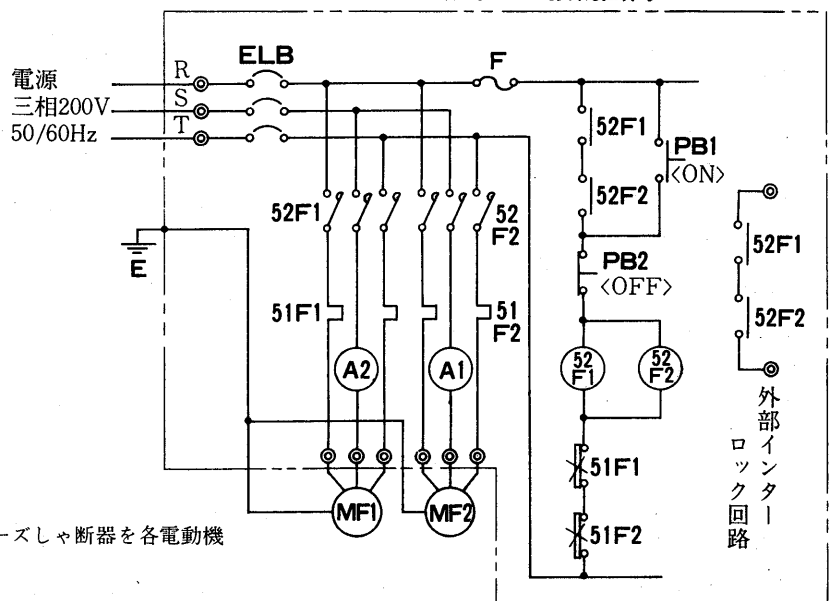 ELB
F
電源
三相200V
50/60Hz
R
S
T
52F1
52F2
PB1
<ON>
52F1
52
F2
PB2
<OFF>
52F1
52F2
E
51F1
51
F2
A2
A1
52
F1
52
F2
外部インター
ロック回路
51F1
51F2
MF1
MF2
ーズしゃ断器を各電動機